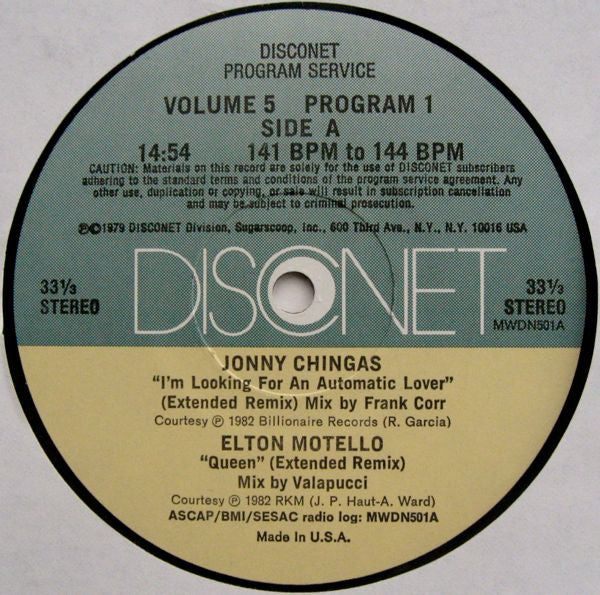 DISCONET
PROGRAM SERVICE
VOLUME 5 PROGRAM 1
SIDE A
14:54 141 BPM to 144 BPM
CAUTION: Materials on this record are solely for the use of DISCONET subscribers
adhering to the standard terms and conditions of the program service agreement. Any
other use, duplication or copying, or sale will result in subscription cancellation
and may be subject to criminal prosecution.
℗©1979 DISCONET Division, Sugarscoop, Inc., 600 Third Ave., N.Y., N.Y. 10016 USA
33⅓
STEREO
DISCONET
33⅓
STEREO
MWDN501A
JONNY CHINGAS
"I'm Looking For An Automatic Lover"
(Extended Remix) Mix by Frank Corr
Courtesy ℗ 1982 Billionaire Records (R. Garcia)
ELTON MOTELLO
"Queen" (Extended Remix)
Mix by Valapucci
Courtesy ℗ 1982 RKM (J. P. Haut-A. Ward)
ASCAP/BMI/SESAC radio log: MWDN501A
Made In U.S.A.